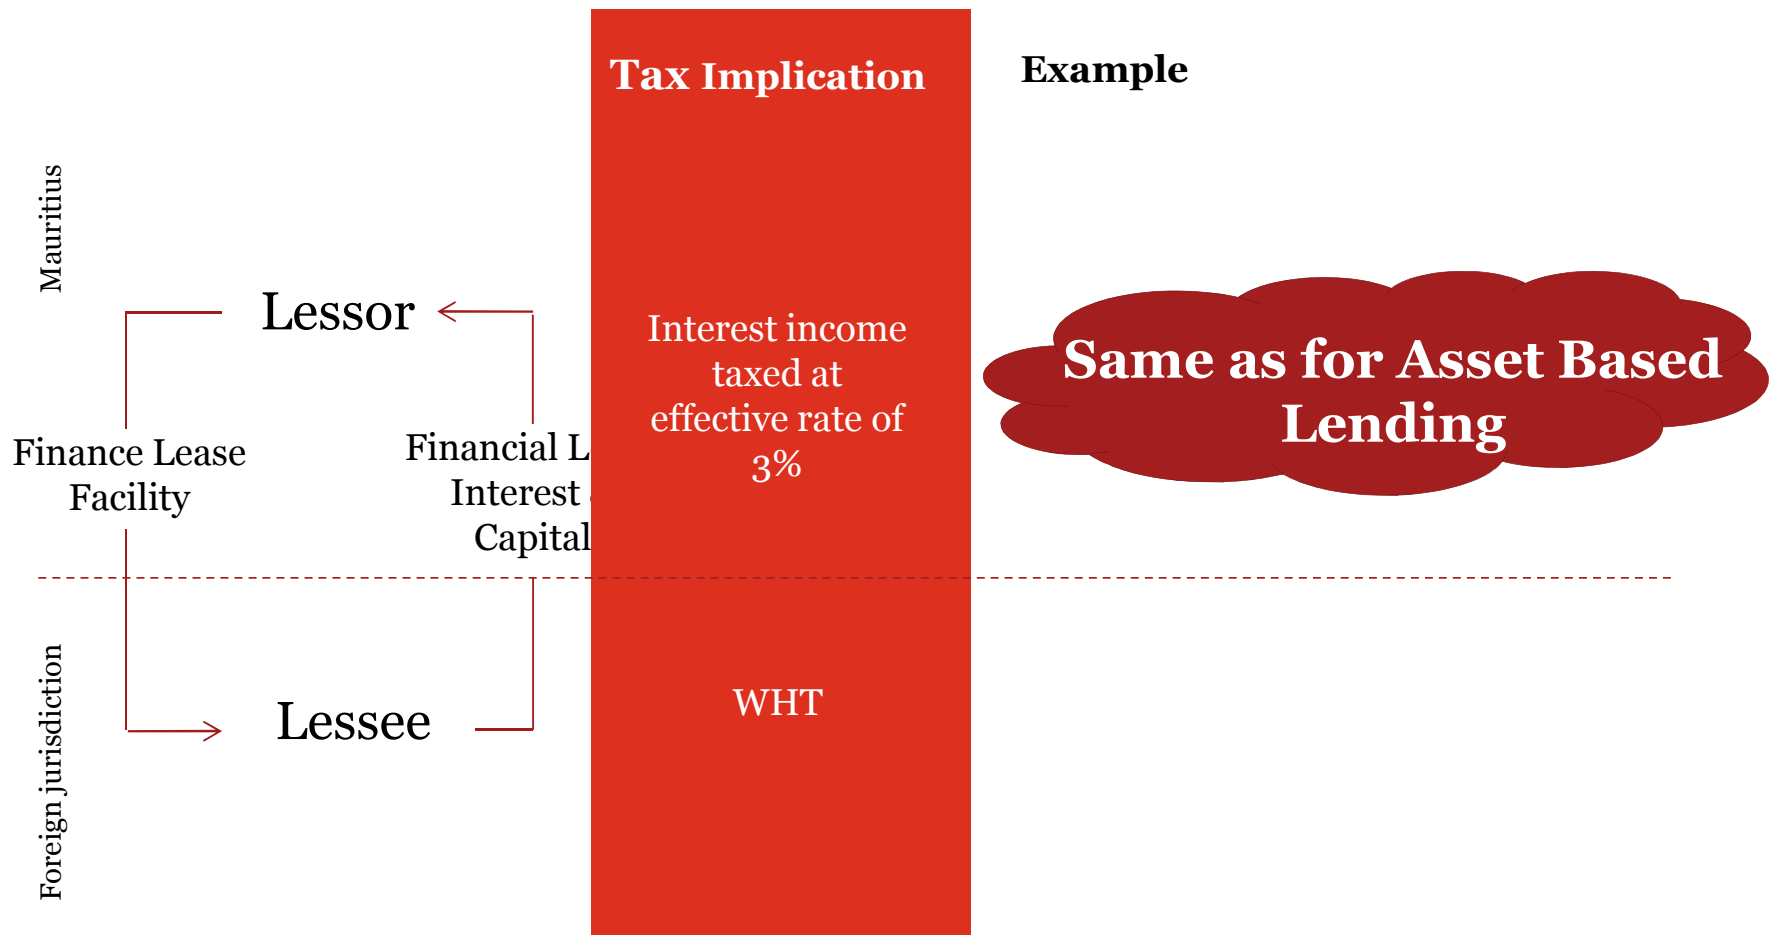 Tax Implication
Example
Mauritius
Lessor
Finance Lease
Facility
Financial L
Interest
Capital
Interest income
taxed at
effective rate of
3%
Same as for Asset Based
Lending
Foreign jurisdiction
Lessee
WHT